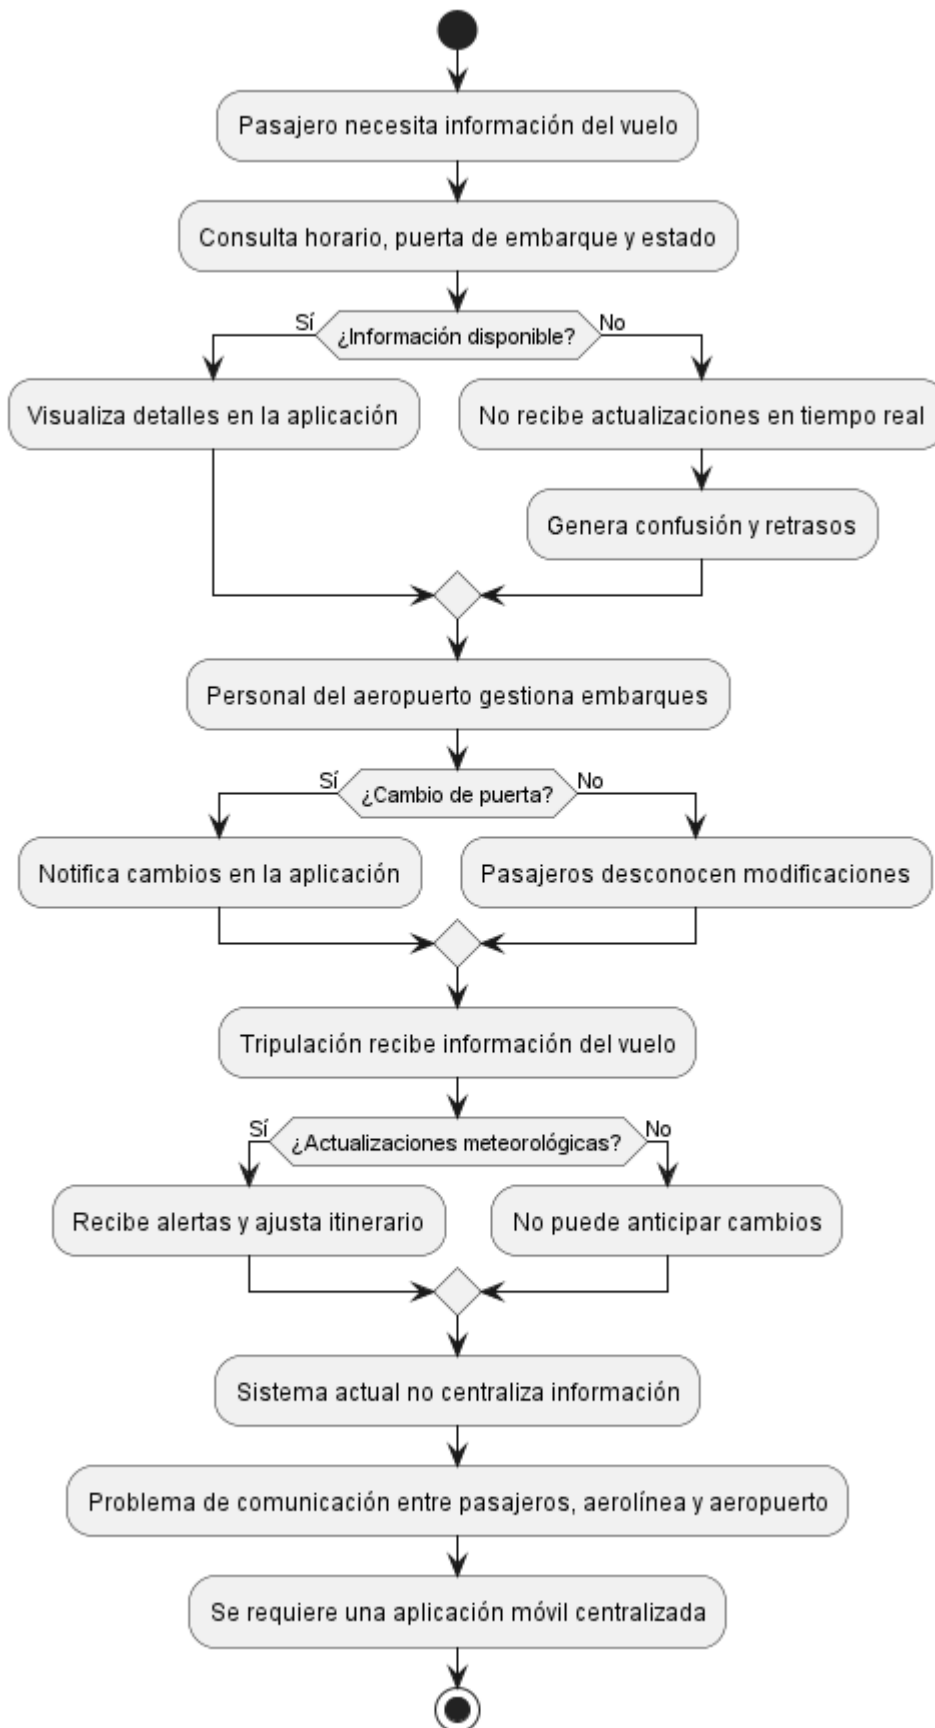 Pasajero necesita información del vuelo
Consulta horario, puerta de embarque y estado
Sí
¿Información disponible?
No
Visualiza detalles en la aplicación
No recibe actualizaciones en tiempo real
Genera confusión y retrasos
Personal del aeropuerto gestiona embarques
Sí
¿Cambio de puerta?
No
Notifica cambios en la aplicación
Pasajeros desconocen modificaciones
Tripulación recibe información del vuelo
Sí
¿Actualizaciones meteorológicas?
No
Recibe alertas y ajusta itinerario
No puede anticipar cambios
Sistema actual no centraliza información
Problema de comunicación entre pasajeros, aerolínea y aeropuerto
Se requiere una aplicación móvil centralizada